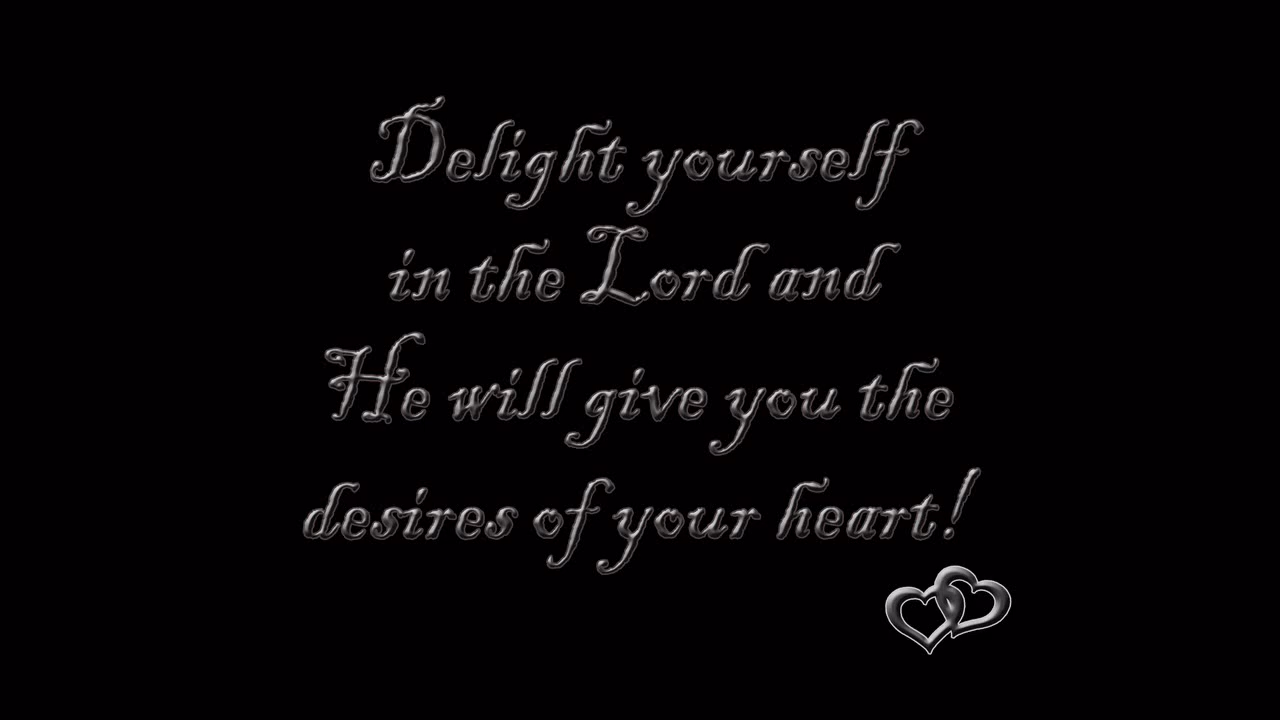 Delight yourself
in the Lord and
He will give you the
desires of your heart!